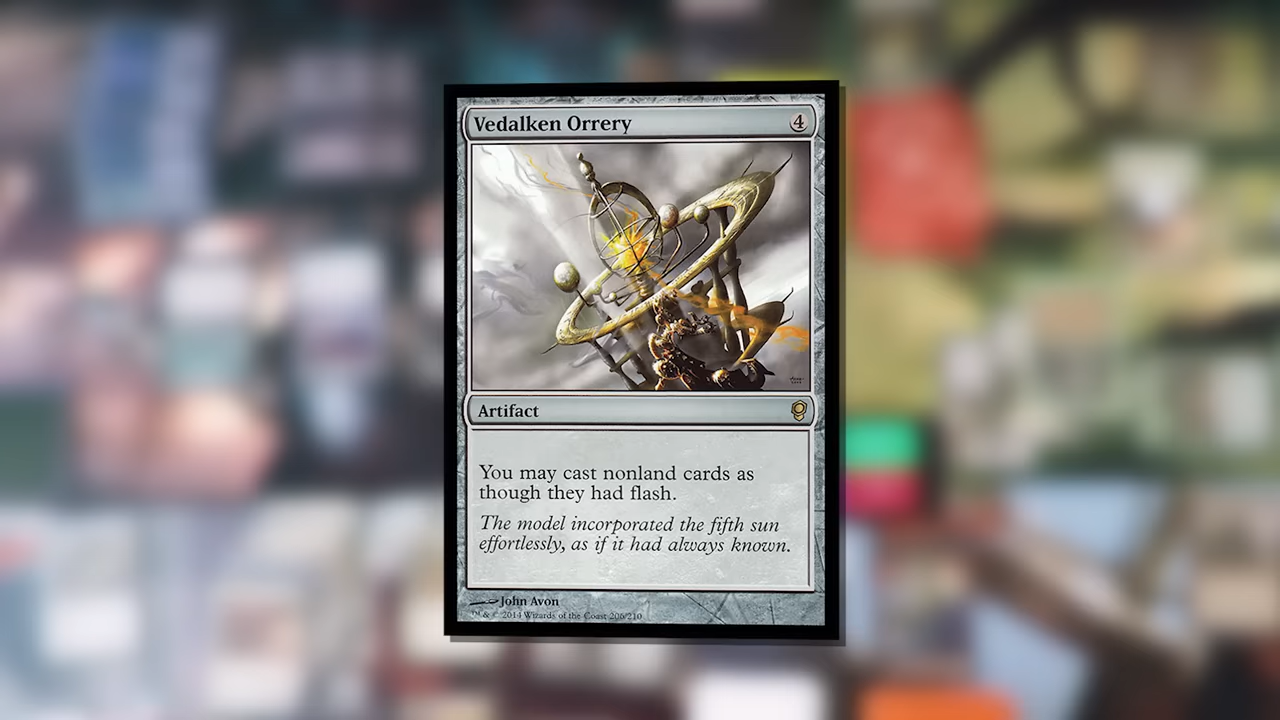 Vedalken Orrery 4
Artifact
You may cast nonland cards as
though they had flash.
The model incorporated the fifth sun
effortlessly, as if it had always known.
John Avon
™ & © 2014 Wizards of the Coast 206/210